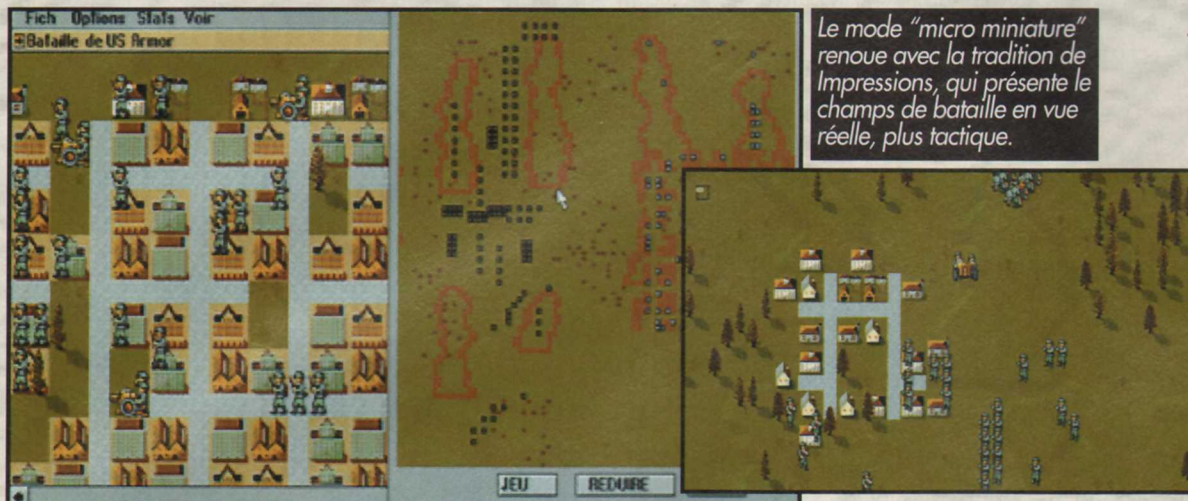 Fich Options Stats Voir
Bataille de US Armor
Le mode "micro miniature"
renoue avec la tradition de
Impressions, qui présente le
champs de bataille en vue
réelle, plus tactique.
JEU REDUIRE